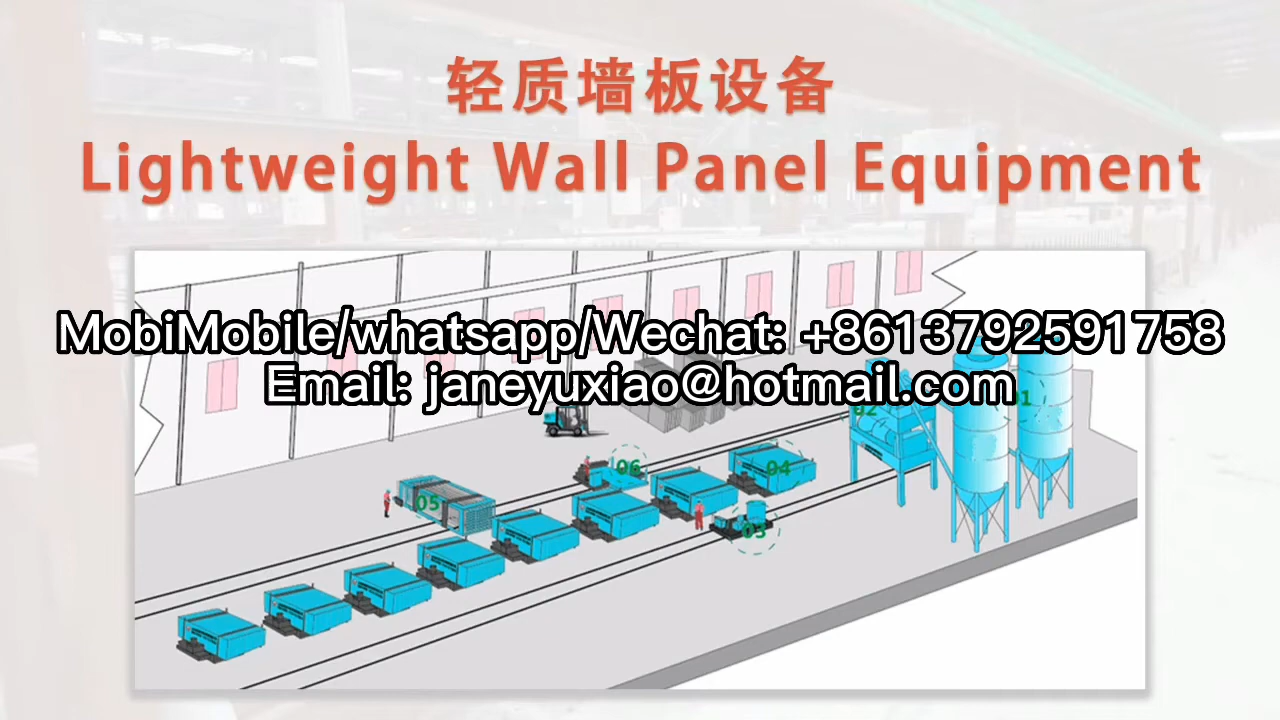 轻质墙板设备
Lightweight Wall Panel Equipment
MobiMobile/whatsapp/Wechat: +8613792591758
Email: janeyuxiao@hotmail.com
01
02
06
04
05
03